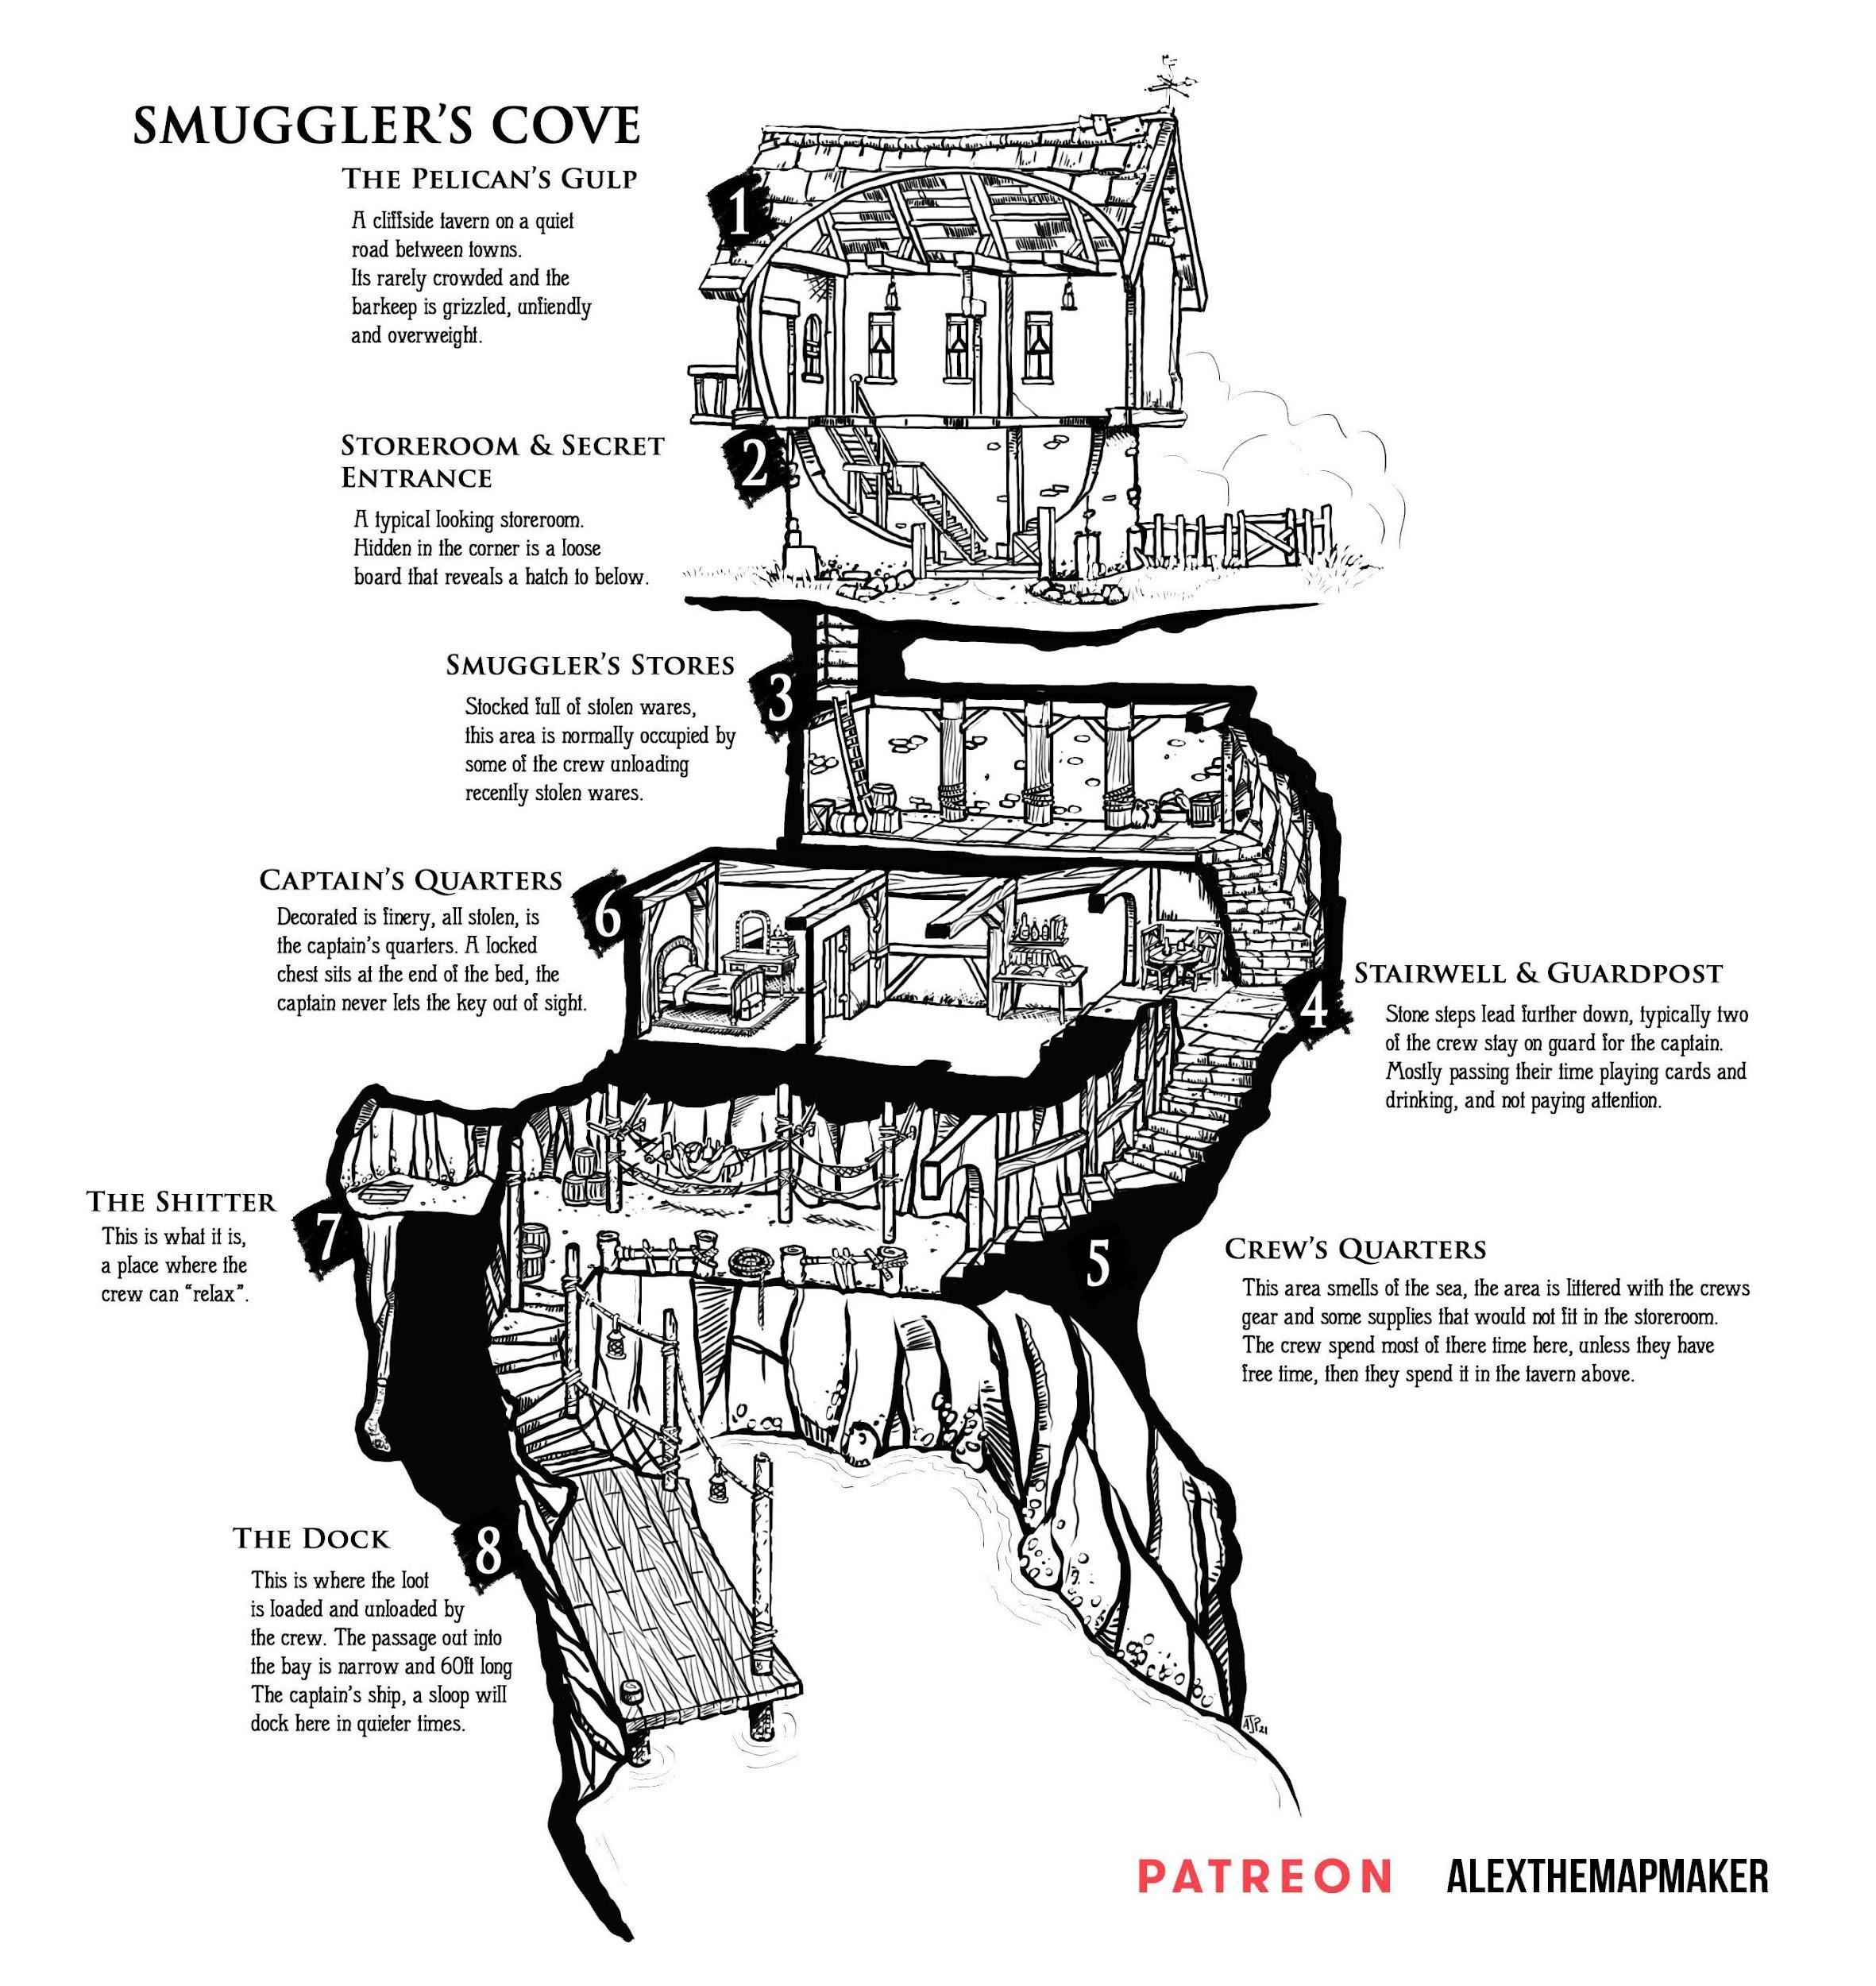 SMUGGLER'S COVE
THE PELICAN'S GULP
A cliffside tavern on a quiet
road between towns.
Its rarely crowded and the
barkeep is grizzled, unfiendly
and overweight.
1
STOREROOM & SECRET
ENTRANCE
A typical looking storeroom.
Hidden in the corner is a loose
board that reveals a hatch to below.
2
SMUGGLER'S STORES
Stocked full of stolen wares,
this area is normally occupied by
some of the crew unloading
recently stolen wares.
3
CAPTAIN'S QUARTERS
Decorated is finery, all stolen, is
the captain's quarters. A locked
chest sits at the end of the bed, the
captain never lets the key out of sight.
6
STAIRWELL & GUARDPOST
Stone steps lead further down, typically two
of the crew stay on guard for the captain.
Mostly passing their time playing cards and
drinking, and not paying attention.
4
THE SHITTER
This is what it is,
a place where the
crew can "relax".
7
CREW'S QUARTERS
This area smells of the sea, the area is littered with the crews
gear and some supplies that would not fit in the storeroom.
The crew spend most of there time here, unless they have
free time, then they spend it in the tavern above.
5
THE DOCK
This is where the loot
is loaded and unloaded by
the crew. The passage out into
the bay is narrow and 60ft long
The captain's ship, a sloop will
dock here in quieter times.
8
AJP21
PATREON ALEXTHEMAPMAKER